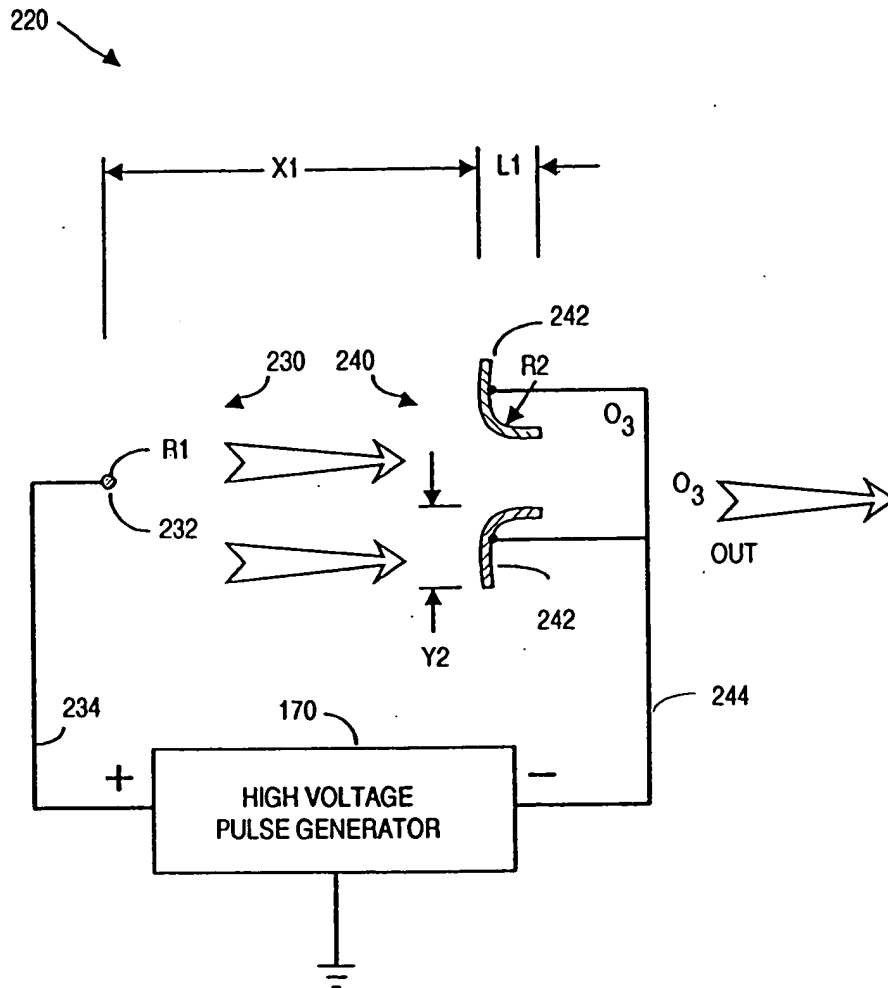 220
X1
L1
242
230
240
R2
O₃
R1
O₃
232
OUT
242
Y2
234
170
244
+
−
HIGH VOLTAGE
PULSE GENERATOR